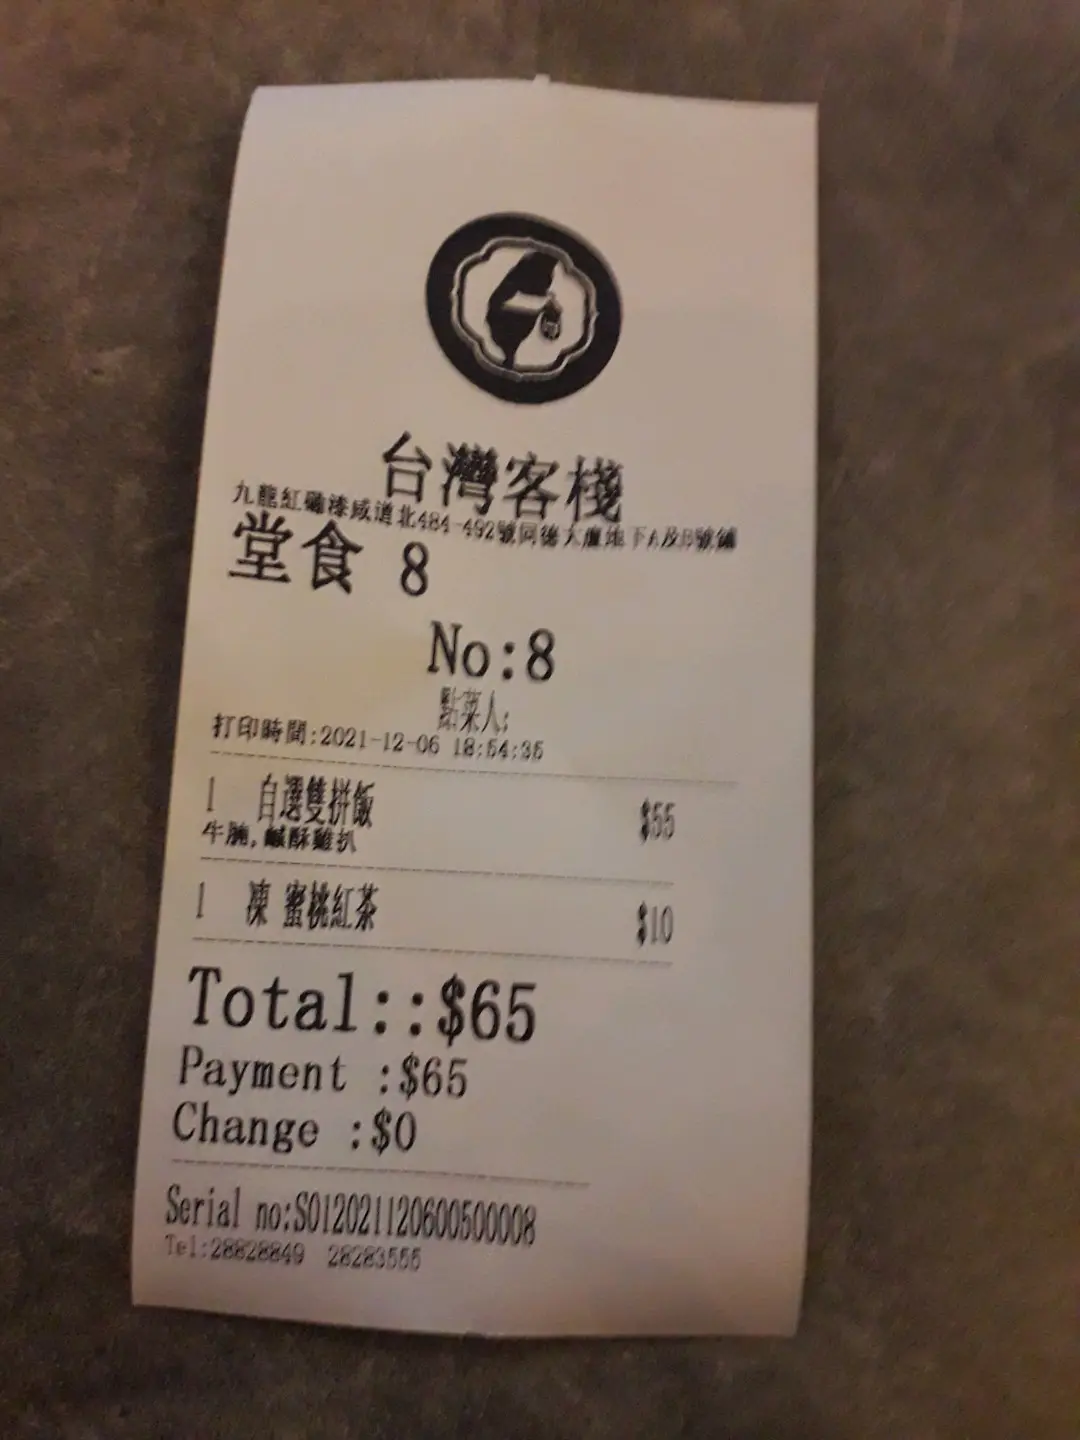 台灣客棧
九龍紅磡漆咸道北484-492號同德大廈地下A及B號舖
堂食 8
No:8
點菜人:
打印時間:2021-12-06 18:54:35
1 自選雙拼飯 $55
牛腩,鹹酥雞扒
1 凍 蜜桃紅茶 $10
Total::$65
Payment :$65
Change :$0
Serial no:S012021120600500008
Tel:28828849 28283555